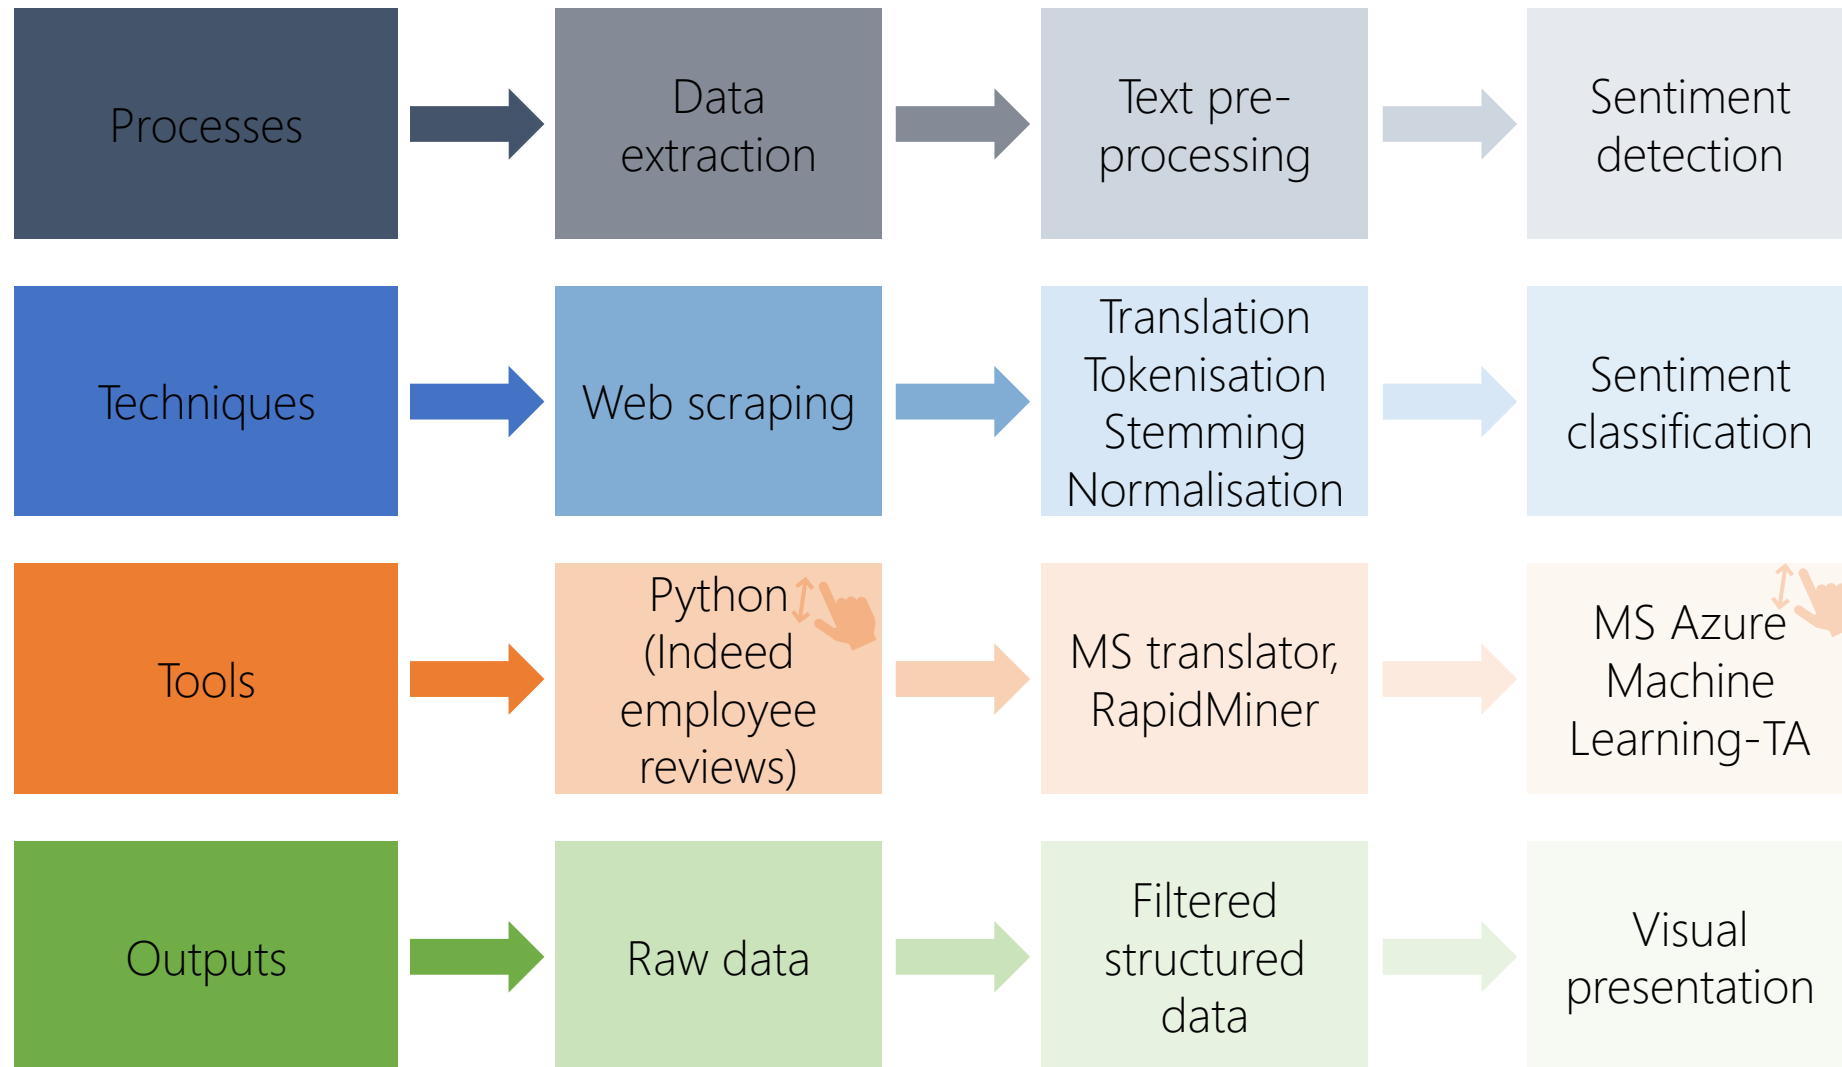 Processes
Data
extraction
Text pre-
processing
Sentiment
detection
Techniques
Web scraping
Translation
Tokenisation
Stemming
Normalisation
Sentiment
classification
Tools
Python
(Indeed
employee
reviews)
MS translator,
RapidMiner
MS Azure
Machine
Learning-TA
Outputs
Raw data
Filtered
structured
data
Visual
presentation